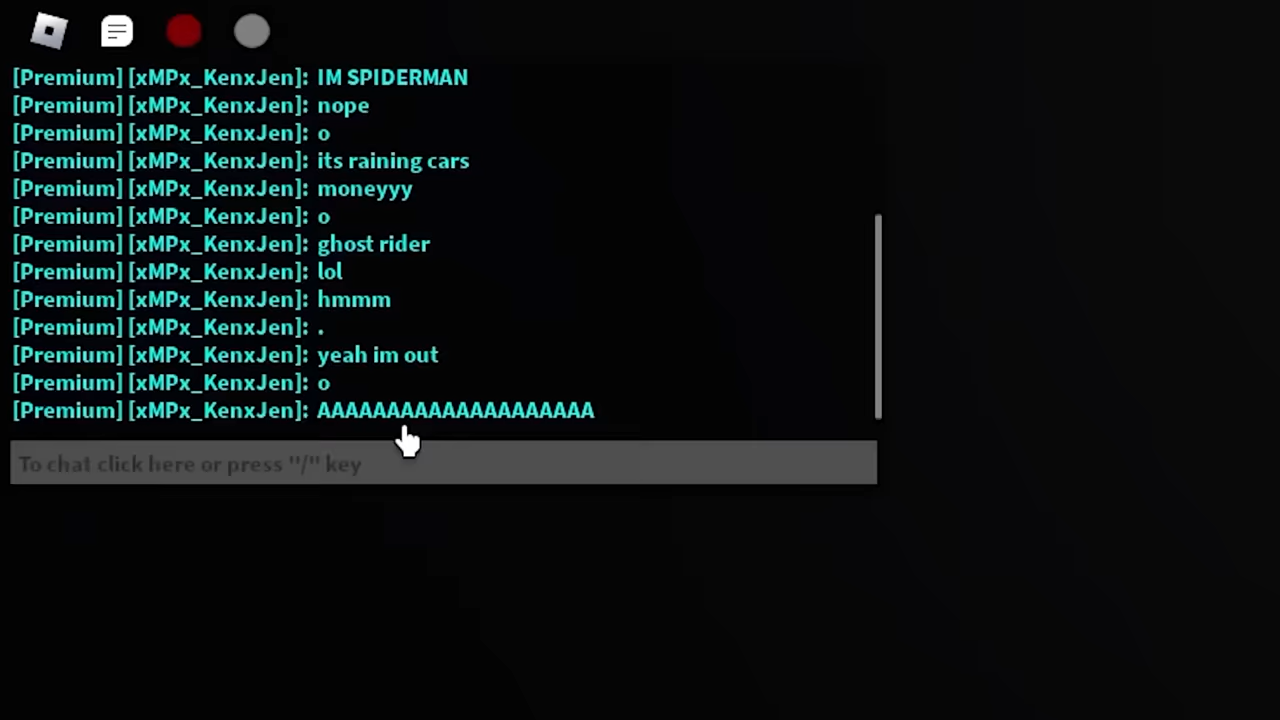 [Premium] [xMPx_KenxJen]: IM SPIDERMAN
[Premium] [xMPx_KenxJen]: nope
[Premium] [xMPx_KenxJen]: o
[Premium] [xMPx_KenxJen]: its raining cars
[Premium] [xMPx_KenxJen]: moneyyy
[Premium] [xMPx_KenxJen]: o
[Premium] [xMPx_KenxJen]: ghost rider
[Premium] [xMPx_KenxJen]: lol
[Premium] [xMPx_KenxJen]: hmmm
[Premium] [xMPx_KenxJen]: .
[Premium] [xMPx_KenxJen]: yeah im out
[Premium] [xMPx_KenxJen]: o
[Premium] [xMPx_KenxJen]: AAAAAAAAAAAAAAAAAAAA
To chat click here or press "/" key